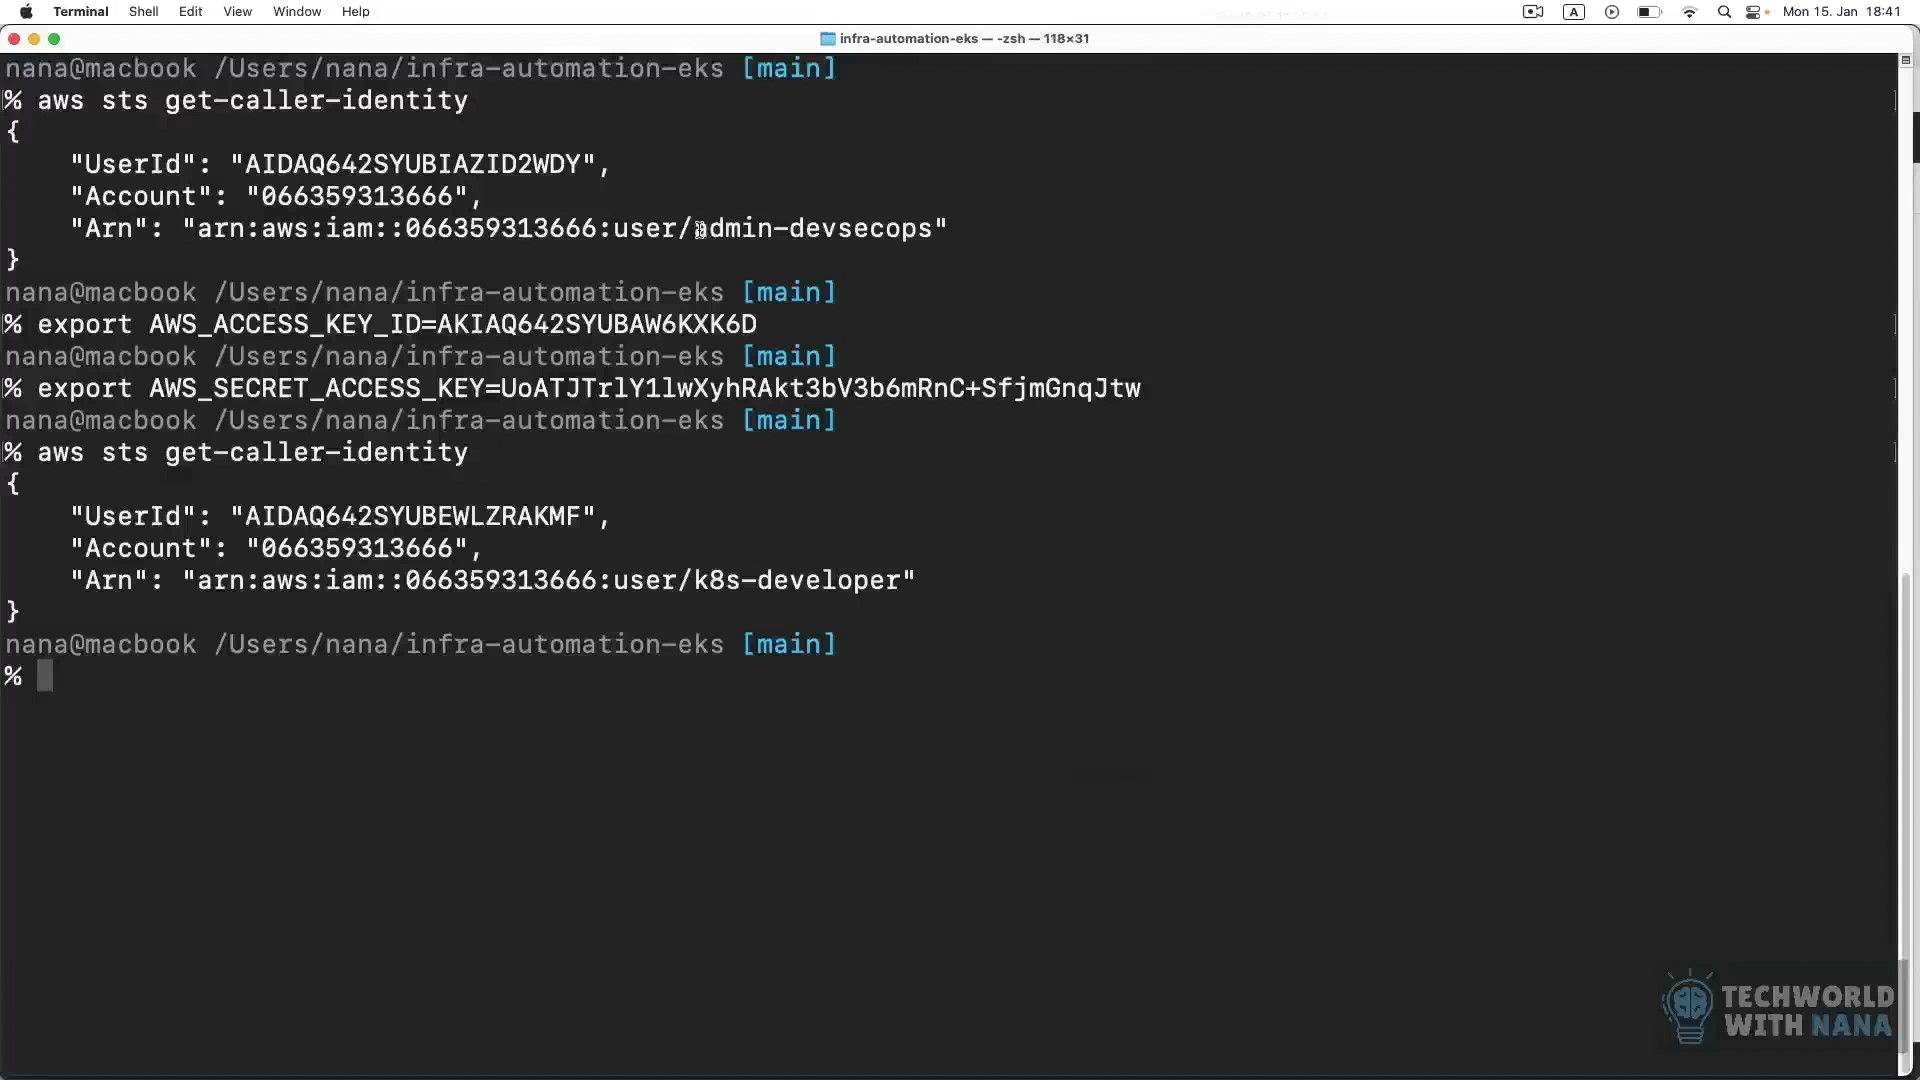 Terminal Shell Edit View Window Help A Mon 15. Jan 18:41
infra-automation-eks — -zsh — 118×31
nana@macbook /Users/nana/infra-automation-eks [main]
% aws sts get-caller-identity
{
    "UserId": "AIDAQ642SYUBIAZID2WDY",
    "Account": "066359313666",
    "Arn": "arn:aws:iam::066359313666:user/admin-devsecops"
}
nana@macbook /Users/nana/infra-automation-eks [main]
% export AWS_ACCESS_KEY_ID=AKIAQ642SYUBAW6KXK6D
nana@macbook /Users/nana/infra-automation-eks [main]
% export AWS_SECRET_ACCESS_KEY=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
nana@macbook /Users/nana/infra-automation-eks [main]
% aws sts get-caller-identity
{
    "UserId": "AIDAQ642SYUBEWLZRAKMF",
    "Account": "066359313666",
    "Arn": "arn:aws:iam::066359313666:user/k8s-developer"
}
nana@macbook /Users/nana/infra-automation-eks [main]
%
TECHWORLD
WITH NANA